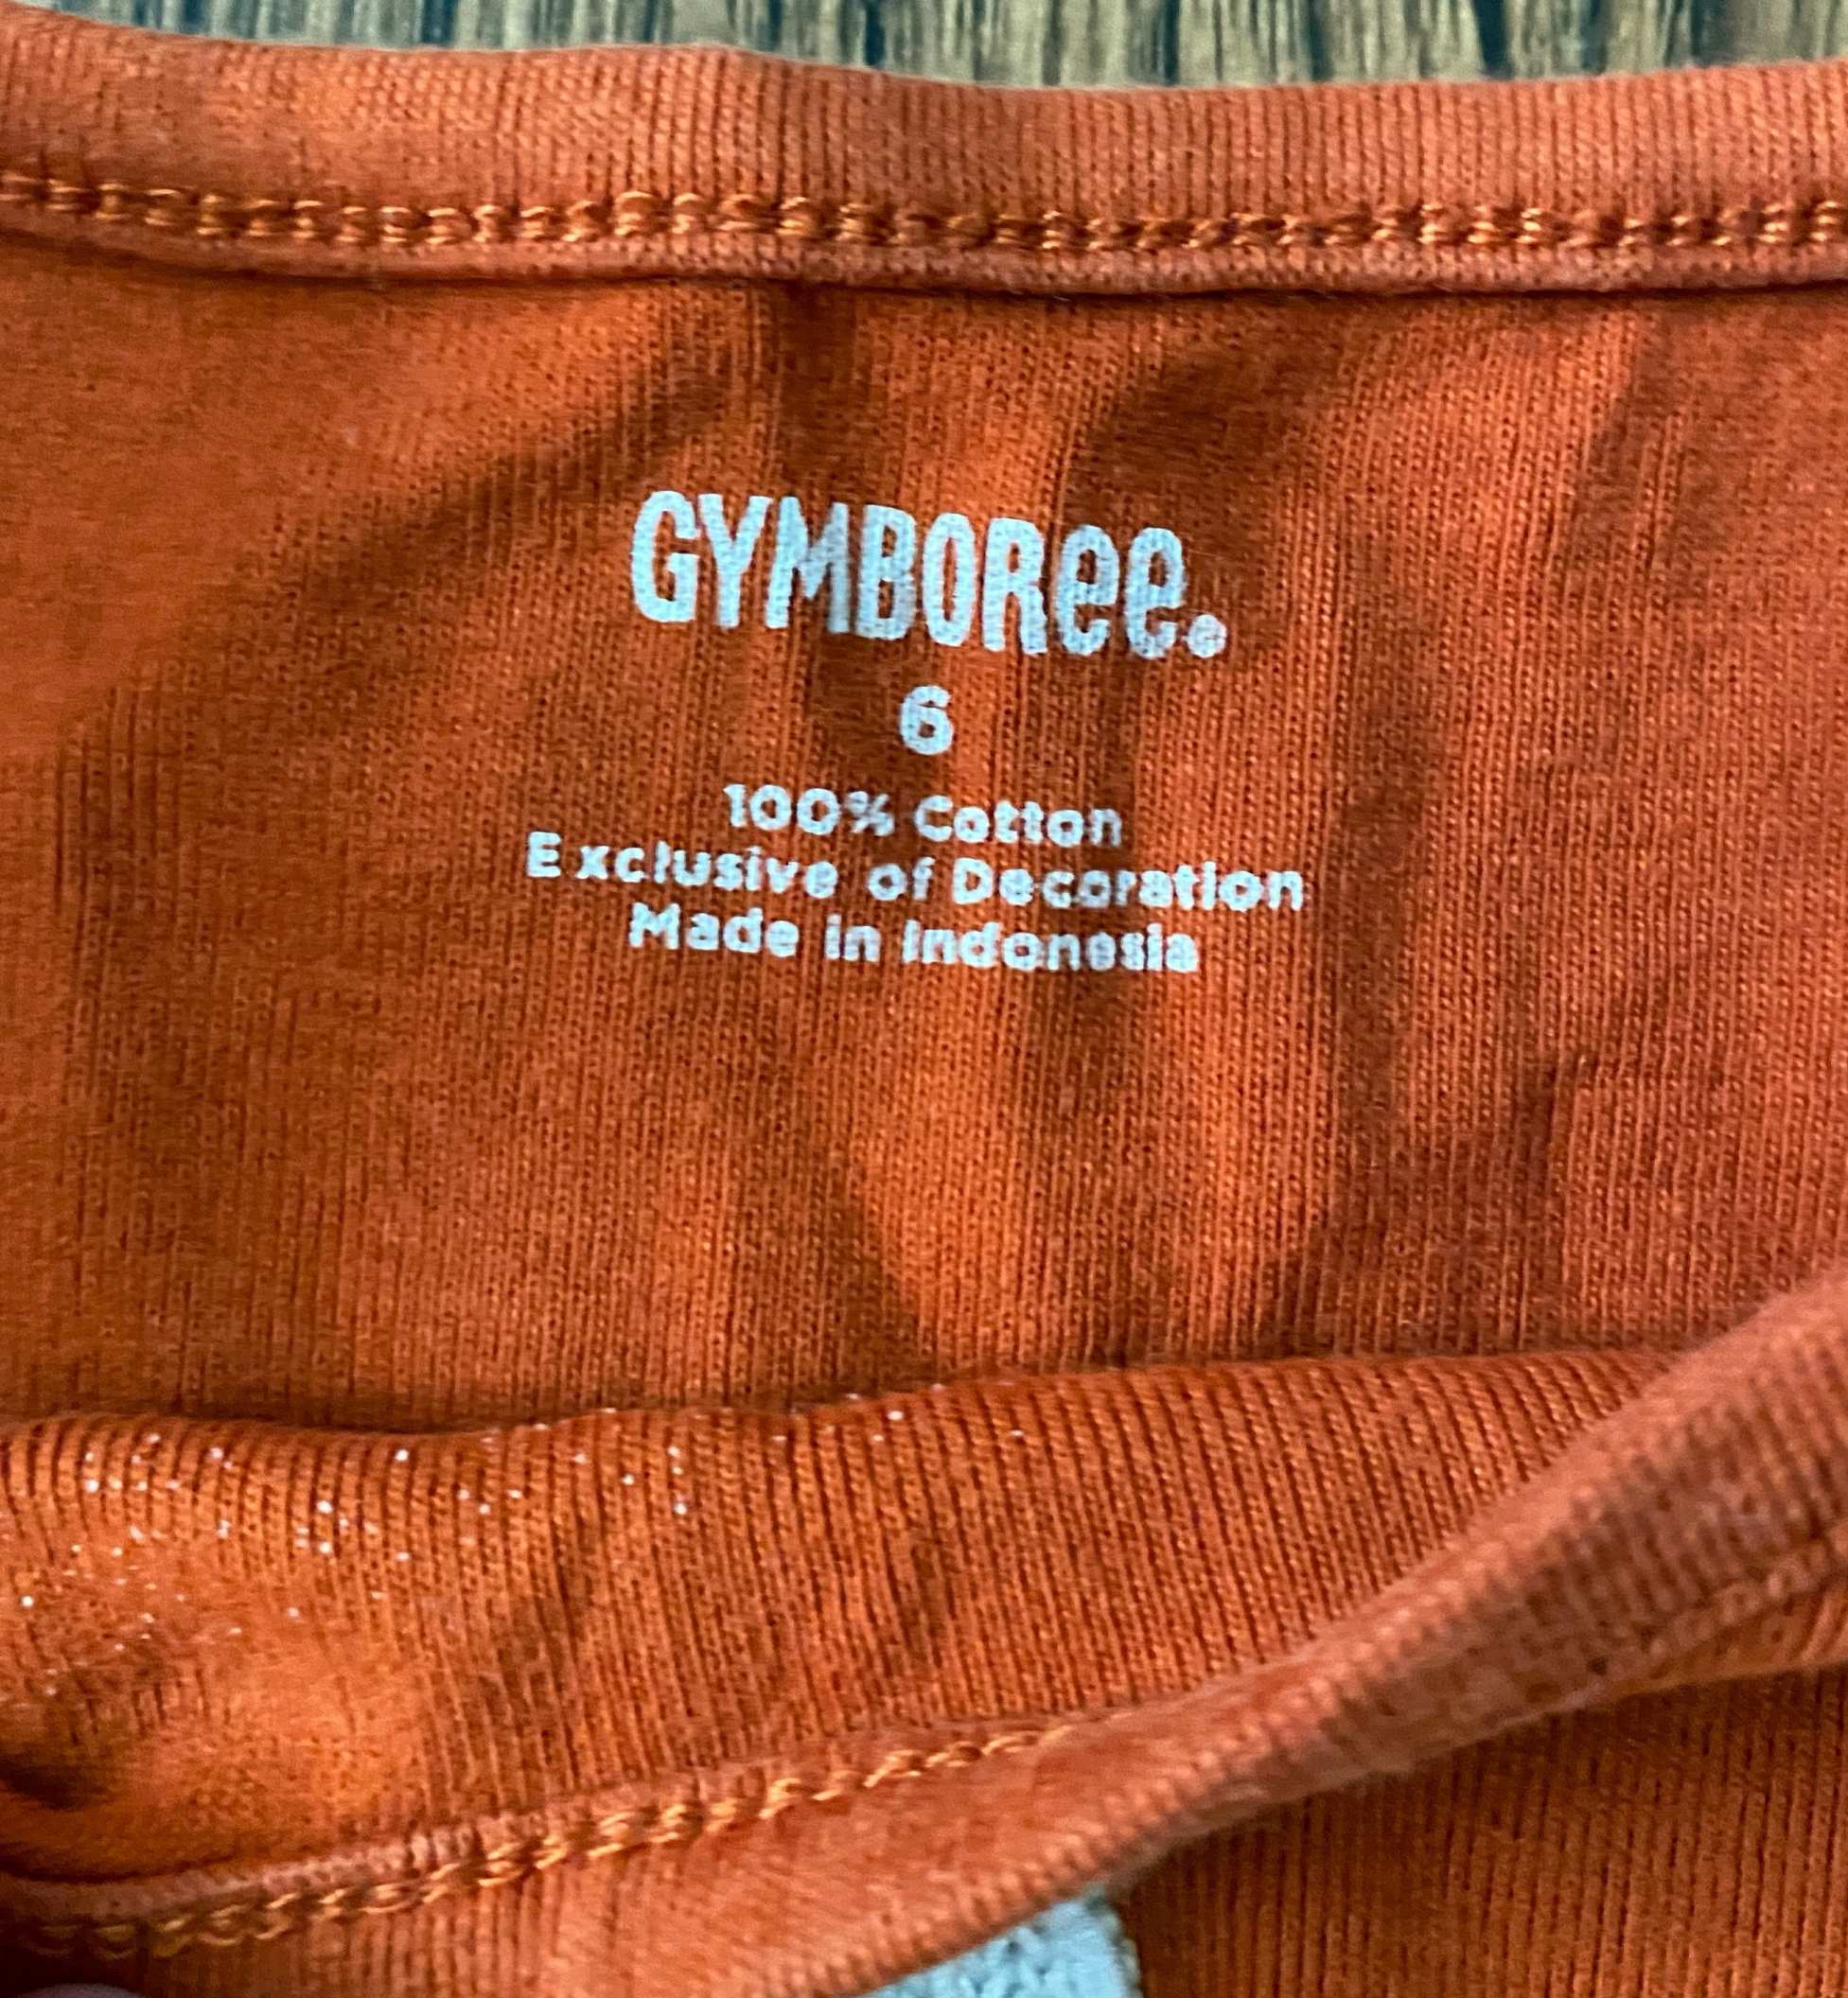 GYMBORee.
6
100% Cotton
Exclusive of Decoration
Made in Indonesia